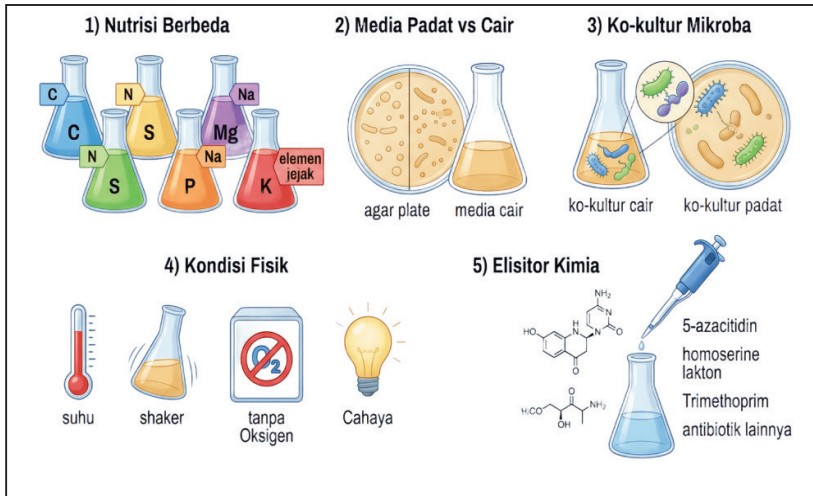 1) Nutrisi Berbeda
C
N
Na
C
S
Mg
N
Na
elemen
jejak
S
P
K
2) Media Padat vs Cair
agar plate
media cair
3) Ko-kultur Mikroba
ko-kultur cair
ko-kultur padat
4) Kondisi Fisik
O2
suhu
shaker
tanpa
Oksigen
Cahaya
5) Elisitor Kimia
NH₂
N
HO
H
N
N
O
O
O
NH₂
H₃CO
OH
5-azacitidin
homoserine
lakton
Trimethoprim
antibiotik lainnya